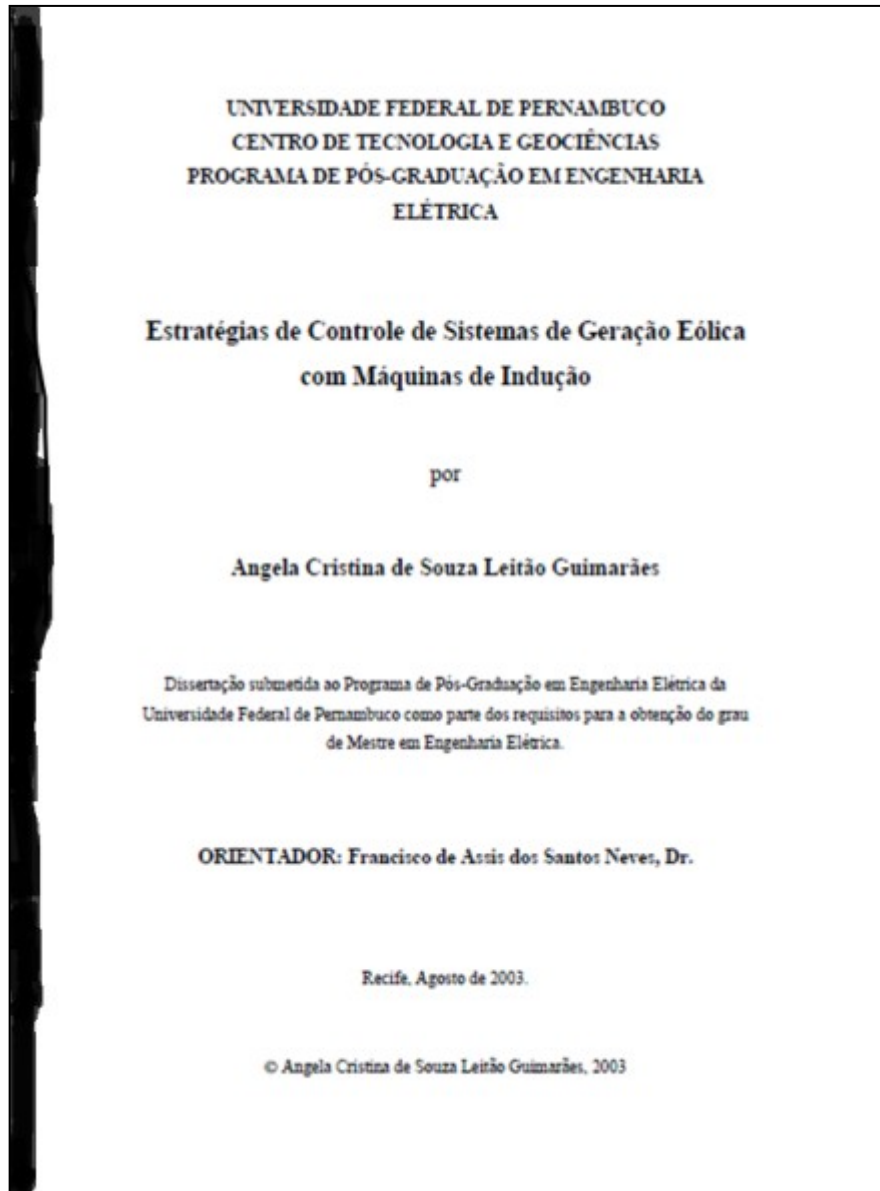 UNIVERSIDADE FEDERAL DE PERNAMBUCO
CENTRO DE TECNOLOGIA E GEOCIÊNCIAS
PROGRAMA DE PÓS-GRADUAÇÃO EM ENGENHARIA
ELÉTRICA
Estratégias de Controle de Sistemas de Geração Eólica
com Máquinas de Indução
por
Angela Cristina de Souza Leitão Guimarães
Dissertação submetida ao Programa de Pós-Graduação em Engenharia Elétrica da
Universidade Federal de Pernambuco como parte dos requisitos para a obtenção do grau
de Mestre em Engenharia Elétrica.
ORIENTADOR: Francisco de Assis dos Santos Neves, Dr.
Recife, Agosto de 2003.
© Angela Cristina de Souza Leitão Guimarães, 2003